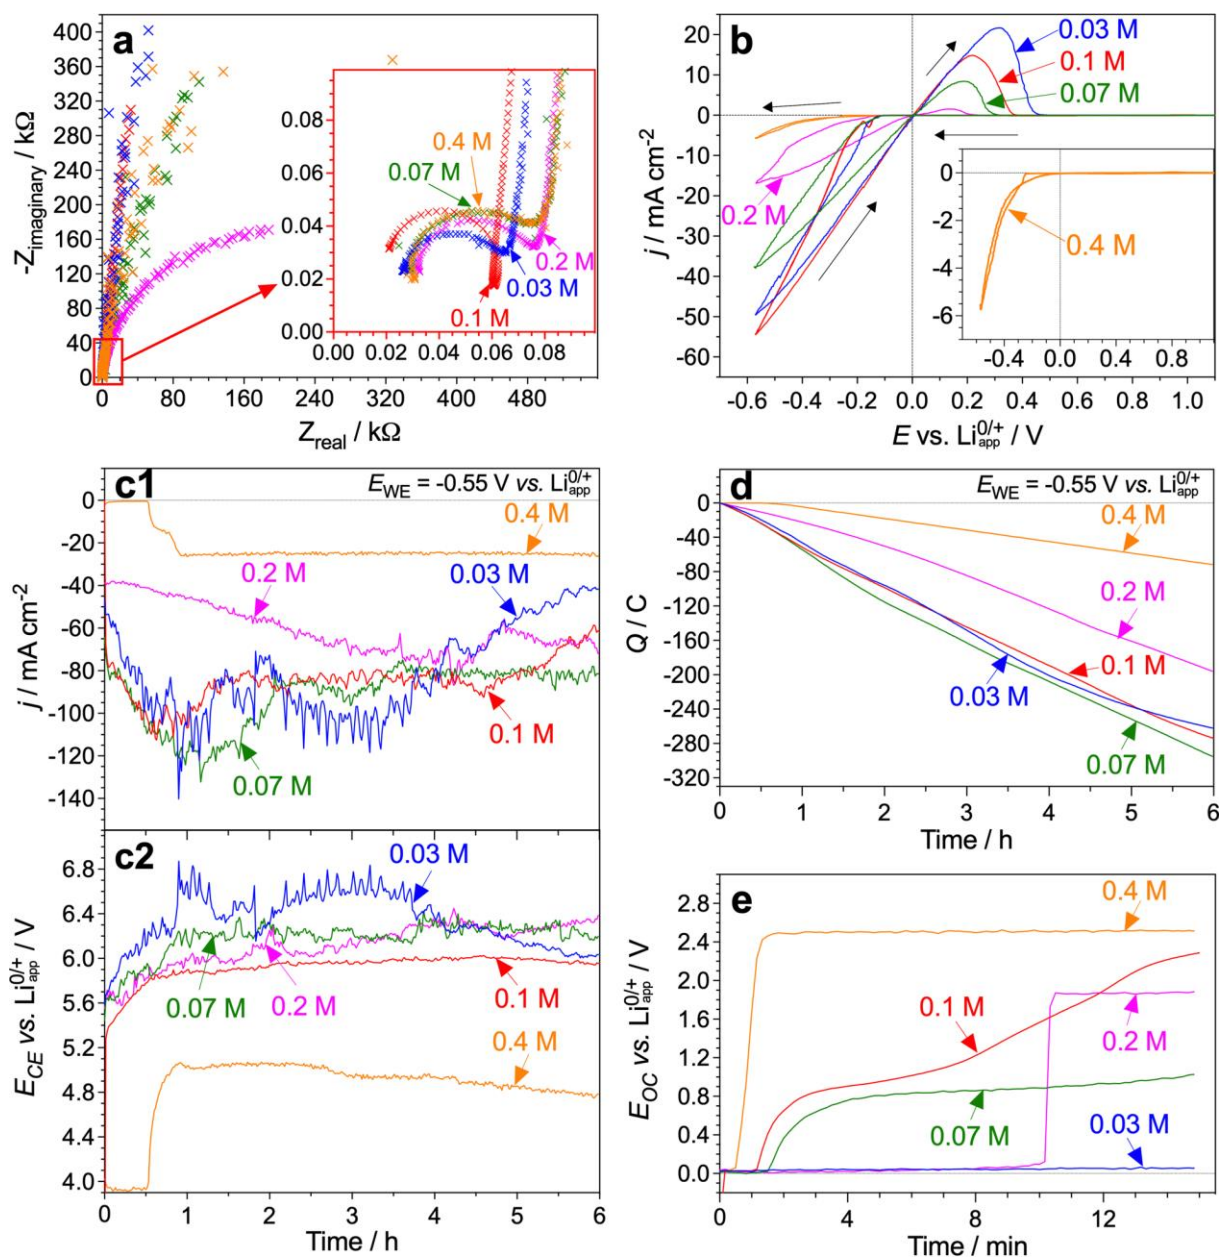 a
400
360
320
280
240
200
160
120
80
40
0
-Z_imaginary / kΩ
0 80 160 240 320 400 480
Z_real / kΩ
0.08
0.06
0.04
0.02
0.00
0.00 0.02 0.04 0.06 0.08
0.4 M
0.07 M
0.2 M
0.03 M
0.1 M
b
20
10
0
-10
-20
-30
-40
-50
-60
j / mA cm⁻²
-0.6 -0.4 -0.2 0.0 0.2 0.4 0.6 0.8 1.0
E vs. Li⁰/⁺app / V
0.03 M
0.1 M
0.07 M
0.2 M
0
-2
-4
-6
-0.4 0.0 0.4 0.8
0.4 M
c1
E_WE = -0.55 V vs. Li⁰/⁺app
0
-20
-40
-60
-80
-100
-120
-140
j / mA cm⁻²
0.4 M
0.2 M
0.03 M
0.1 M
0.07 M
c2
6.8
6.4
6.0
5.6
5.2
4.8
4.4
4.0
E_CE vs. Li⁰/⁺app / V
0.03 M
0.07 M
0.2 M
0.1 M
0.4 M
0 1 2 3 4 5 6
Time / h
d
E_WE = -0.55 V vs. Li⁰/⁺app
0
-40
-80
-120
-160
-200
-240
-280
-320
Q / C
0.4 M
0.2 M
0.1 M
0.03 M
0.07 M
0 1 2 3 4 5 6
Time / h
e
2.8
2.4
2.0
1.6
1.2
0.8
0.4
0.0
E_OC vs. Li⁰/⁺app / V
0.4 M
0.1 M
0.2 M
0.07 M
0.03 M
0 4 8 12
Time / min